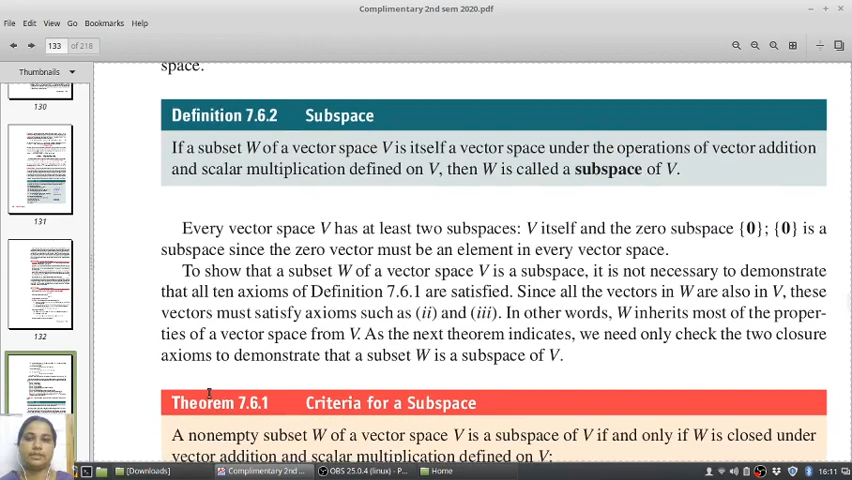 Complimentary 2nd sem 2020.pdf
File Edit View Go Bookmarks Help
133 of 218
Thumbnails
130
131
132
space.
Definition 7.6.2 Subspace
If a subset W of a vector space V is itself a vector space under the operations of vector addition
and scalar multiplication defined on V, then W is called a subspace of V.
Every vector space V has at least two subspaces: V itself and the zero subspace {0}; {0} is a
subspace since the zero vector must be an element in every vector space.
To show that a subset W of a vector space V is a subspace, it is not necessary to demonstrate
that all ten axioms of Definition 7.6.1 are satisfied. Since all the vectors in W are also in V, these
vectors must satisfy axioms such as (ii) and (iii). In other words, W inherits most of the proper-
ties of a vector space from V. As the next theorem indicates, we need only check the two closure
axioms to demonstrate that a subset W is a subspace of V.
Theorem 7.6.1 Criteria for a Subspace
A nonempty subset W of a vector space V is a subspace of V if and only if W is closed under
vector addition and scalar multiplication defined on V:
[Downloads] Complimentary 2nd ... OBS 25.0.4 (linux) - P... Home 16:11